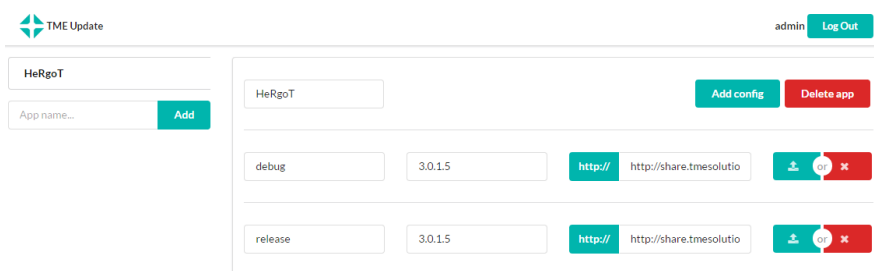 TME Update
admin Log Out
HeRgoT
App name... Add
HeRgoT Add config Delete app
debug 3.0.1.5 http:// http://share.tmesolutio or
release 3.0.1.5 http:// http://share.tmesolutio or